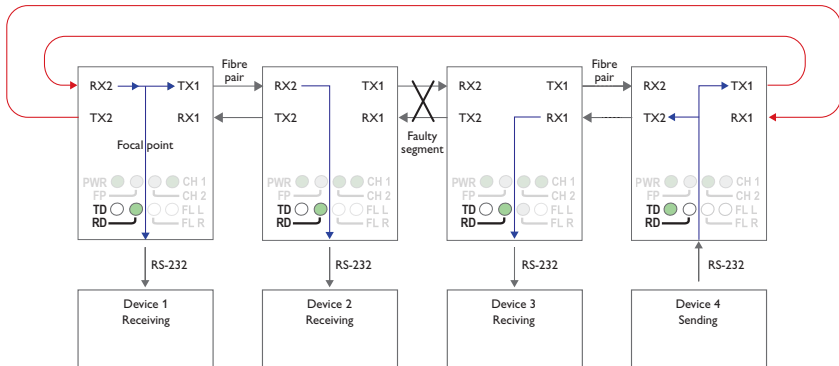 Fibre
pair
Fibre
pair
RX2 TX1
TX2 RX1
Focal point
PWR CH 1
FP CH 2
TD FL L
RD FL R
RX2 TX1
TX2 RX1
PWR CH 1
FP CH 2
TD FL L
RD FL R
Faulty
segment
RX2 TX1
TX2 RX1
PWR CH 1
FP CH 2
TD FL L
RD FL R
RX2 TX1
TX2 RX1
PWR CH 1
FP CH 2
TD FL L
RD FL R
RS-232 RS-232 RS-232 RS-232
Device 1
Receiving
Device 2
Receiving
Device 3
Reciving
Device 4
Sending